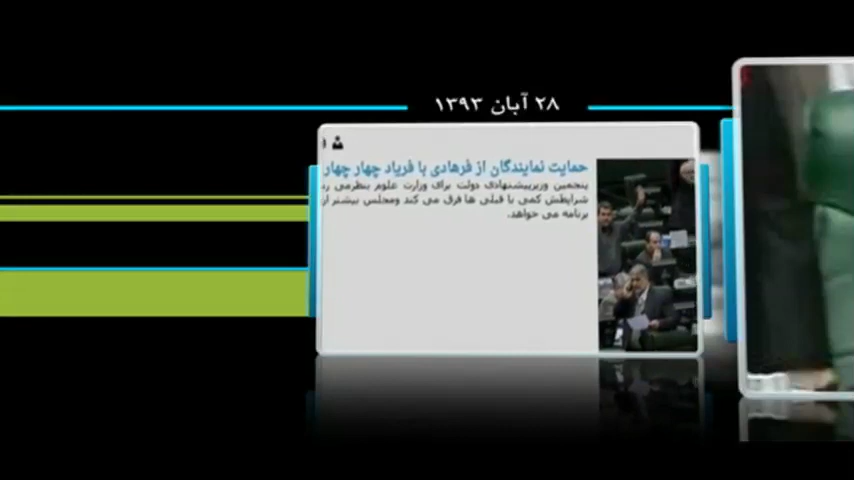 ۲۸ آبان ۱۳۹۳
حمایت نمایندگان از فرهادی با فریاد چهار چهار
پنجمین وزیرپیشنهادی دولت برای وزارت علوم بنظرمی
شرایطش کمی با قبلی ها فرق می کند ومجلس بیشتر از
برنامه می خواهد.